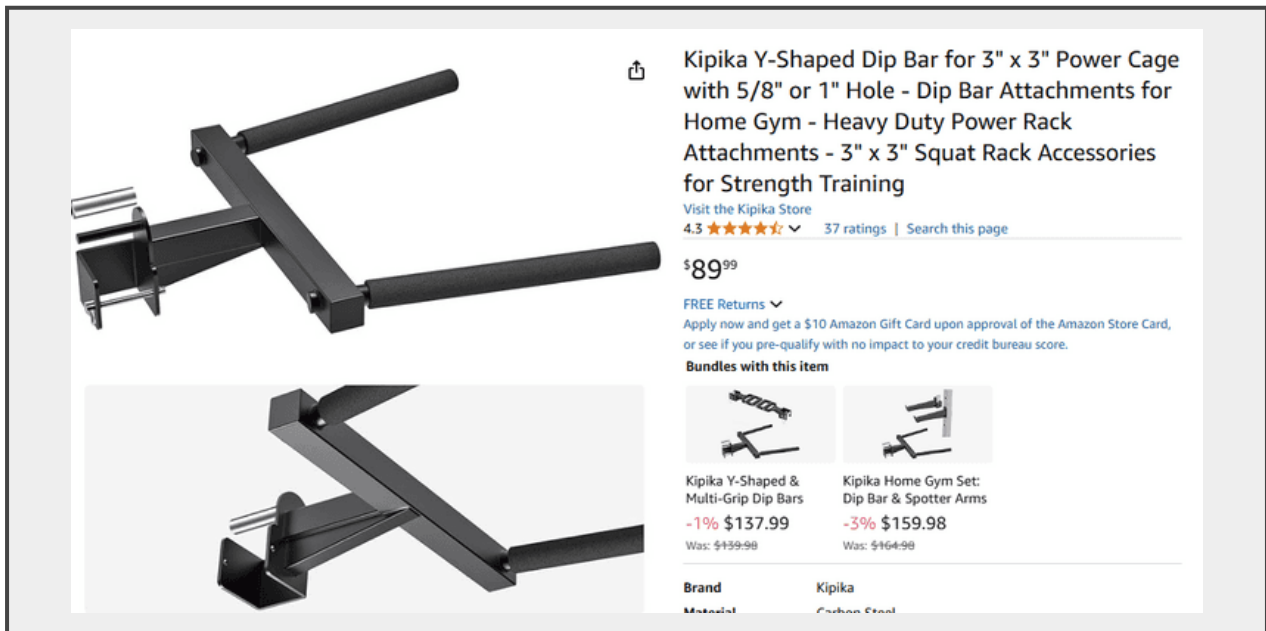 Kipika Y-Shaped Dip Bar for 3" x 3" Power Cage
with 5/8" or 1" Hole - Dip Bar Attachments for
Home Gym - Heavy Duty Power Rack
Attachments - 3" x 3" Squat Rack Accessories
for Strength Training
Visit the Kipika Store
4.3 37 ratings | Search this page
$89.99
FREE Returns
Apply now and get a $10 Amazon Gift Card upon approval of the Amazon Store Card,
or see if you pre-qualify with no impact to your credit bureau score.
Bundles with this item
Kipika Y-Shaped &
Multi-Grip Dip Bars
-1% $137.99
Was: $139.98
Kipika Home Gym Set:
Dip Bar & Spotter Arms
-3% $159.98
Was: $164.98
Brand Kipika
Material Carbon Steel